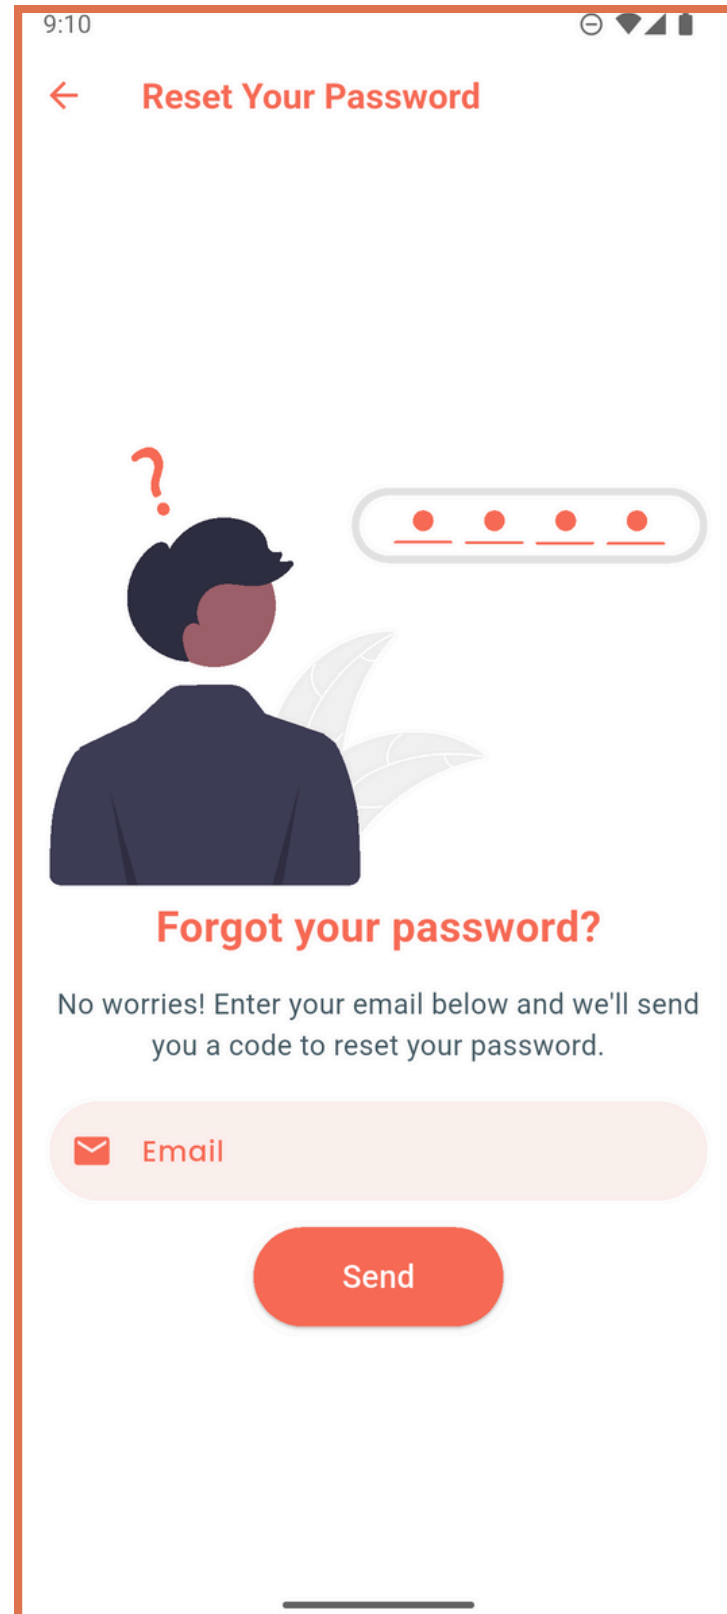 9:10
Reset Your Password
?
Forgot your password?
No worries! Enter your email below and we'll send
you a code to reset your password.
Email
Send